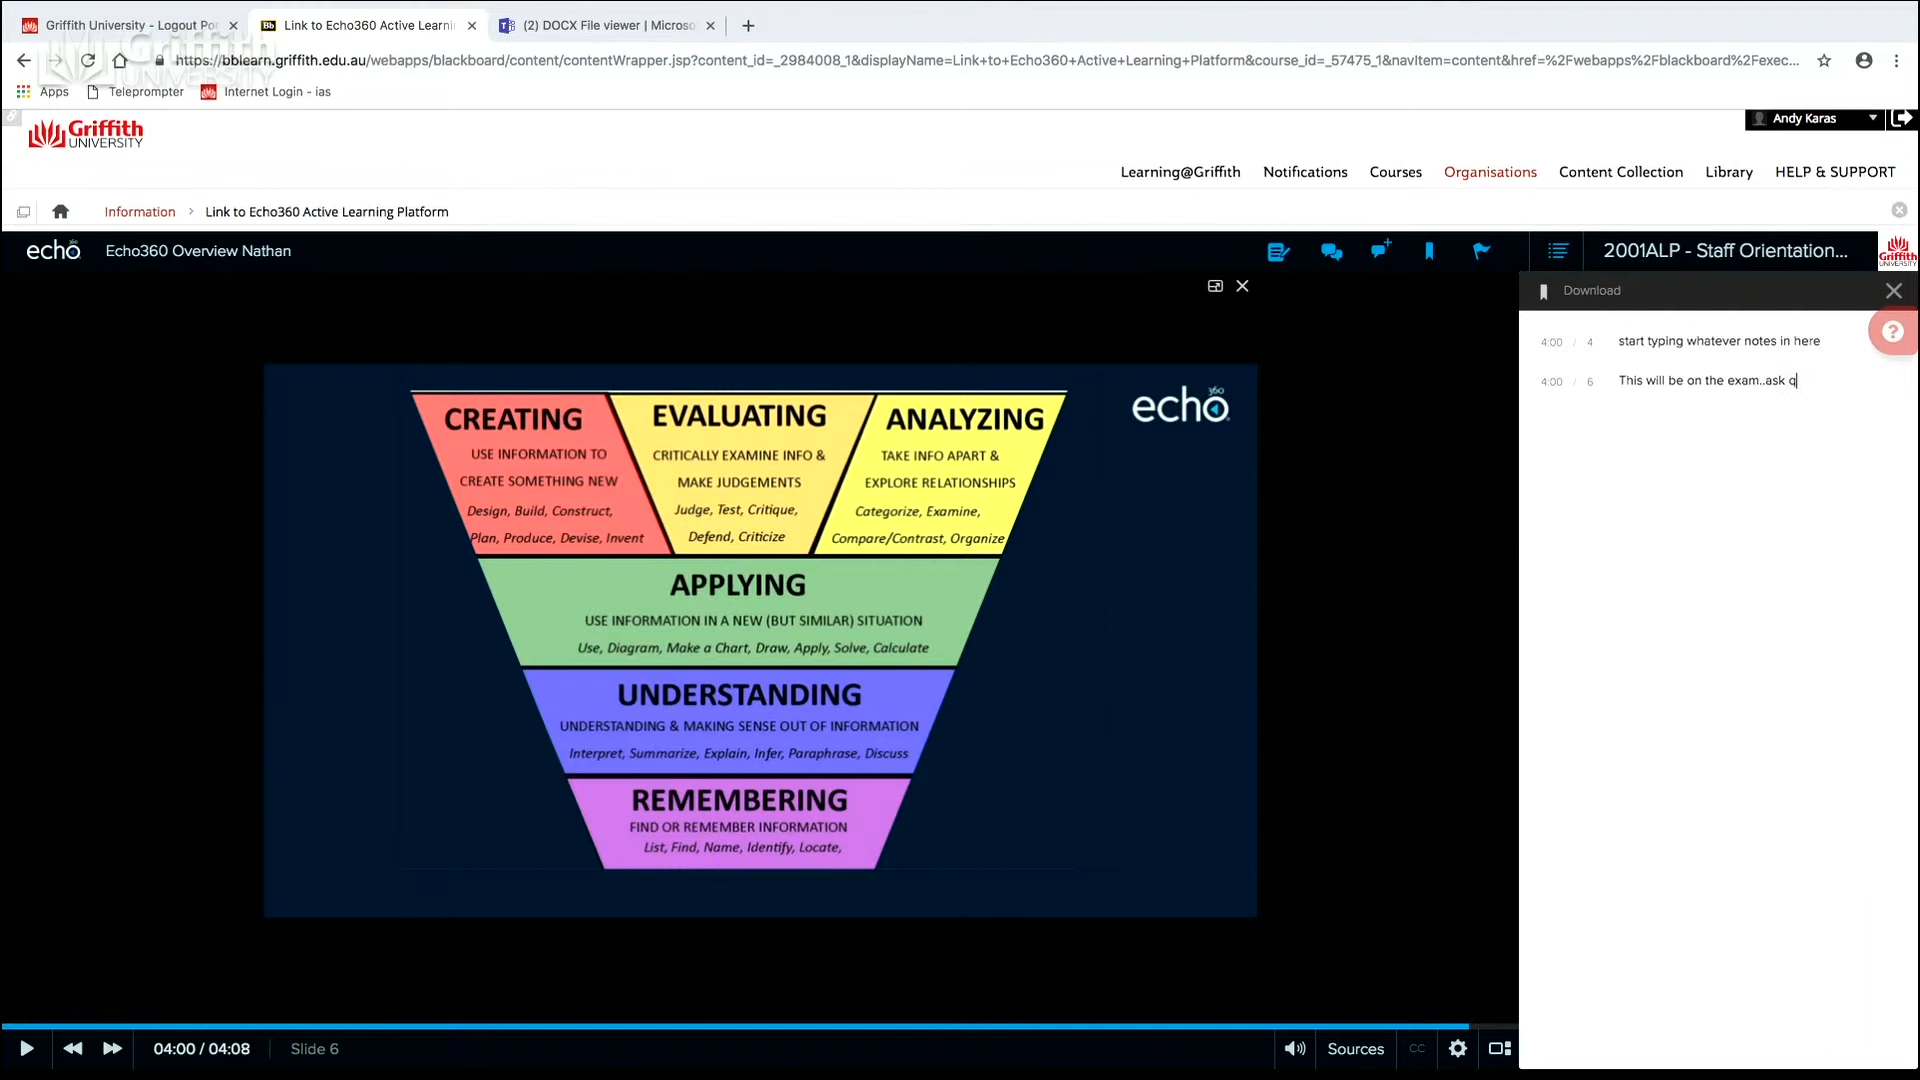 Griffith University - Logout Por
Link to Echo360 Active Learnin
(2) DOCX File viewer | Microso
Griffith
UNIVERSITY
https://bblearn.griffith.edu.au/webapps/blackboard/content/contentWrapper.jsp?content_id=_2984008_1&displayName=Link+to+Echo360+Active+Learning+Platform&course_id=_57475_1&navItem=content&href=%2Fwebapps%2Fblackboard%2Fexec...
Apps
Teleprompter
Internet Login - ias
Griffith
UNIVERSITY
Andy Karas
Learning@Griffith
Notifications
Courses
Organisations
Content Collection
Library
HELP & SUPPORT
Information
Link to Echo360 Active Learning Platform
echo
Echo360 Overview Nathan
2001ALP - Staff Orientation...
Griffith
UNIVERSITY
Download
4:00 / 4 start typing whatever notes in here
4:00 / 6 This will be on the exam..ask q
?
echo360
CREATING
USE INFORMATION TO
CREATE SOMETHING NEW
Design, Build, Construct,
Plan, Produce, Devise, Invent
EVALUATING
CRITICALLY EXAMINE INFO &
MAKE JUDGEMENTS
Judge, Test, Critique,
Defend, Criticize
ANALYZING
TAKE INFO APART &
EXPLORE RELATIONSHIPS
Categorize, Examine,
Compare/Contrast, Organize
APPLYING
USE INFORMATION IN A NEW (BUT SIMILAR) SITUATION
Use, Diagram, Make a Chart, Draw, Apply, Solve, Calculate
UNDERSTANDING
UNDERSTANDING & MAKING SENSE OUT OF INFORMATION
Interpret, Summarize, Explain, Infer, Paraphrase, Discuss
REMEMBERING
FIND OR REMEMBER INFORMATION
List, Find, Name, Identify, Locate,
04:00 / 04:08
Slide 6
Sources
CC